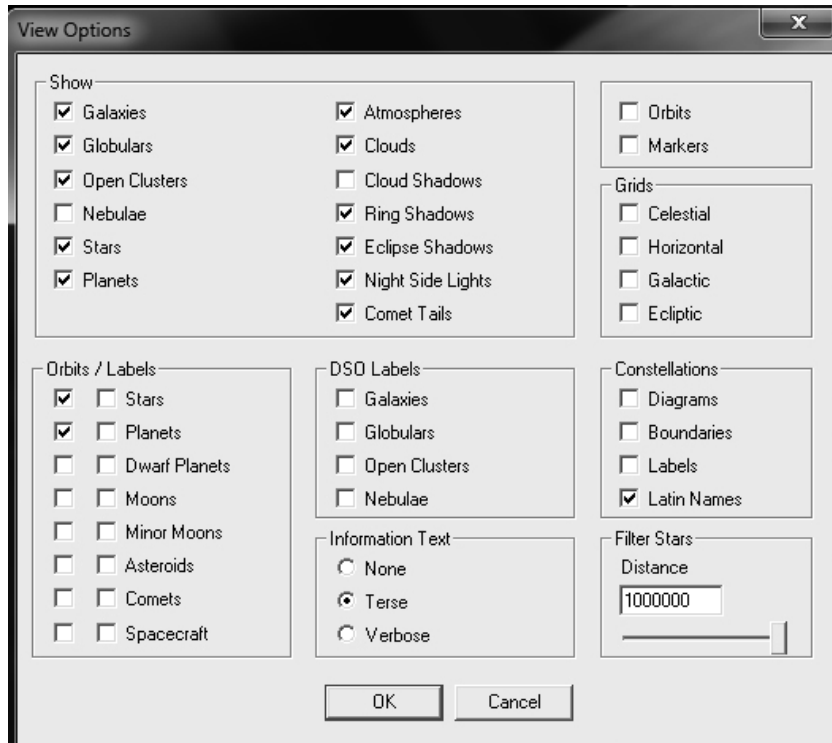 View Options
Show
Galaxies
Globulars
Open Clusters
Nebulae
Stars
Planets
Atmospheres
Clouds
Cloud Shadows
Ring Shadows
Eclipse Shadows
Night Side Lights
Comet Tails
Orbits
Markers
Grids
Celestial
Horizontal
Galactic
Ecliptic
Orbits / Labels
Stars
Planets
Dwarf Planets
Moons
Minor Moons
Asteroids
Comets
Spacecraft
DSO Labels
Galaxies
Globulars
Open Clusters
Nebulae
Constellations
Diagrams
Boundaries
Labels
Latin Names
Information Text
None
Terse
Verbose
Filter Stars
Distance
1000000
OK
Cancel